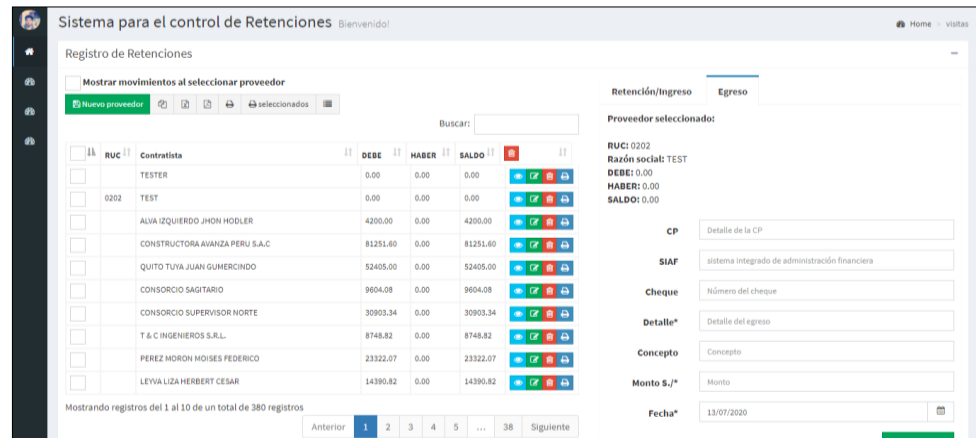 Sistema para el control de Retenciones Bienvenido!
Home > visitas
Registro de Retenciones
Mostrar movimientos al seleccionar proveedor
Nuevo proveedor seleccionados
Buscar:
RUC Contratista DEBE HABER SALDO
TESTER 0.00 0.00 0.00
0202 TEST 0.00 0.00 0.00
ALVA IZQUIERDO JHON HODLER 4200.00 0.00 4200.00
CONSTRUCTORA AVANZA PERU S.A.C 81251.60 0.00 81251.60
QUITO TUYA JUAN GUMERCINDO 52405.00 0.00 52405.00
CONSORCIO SAGITARIO 9604.08 0.00 9604.08
CONSORCIO SUPERVISOR NORTE 30903.34 0.00 30903.34
T & C INGENIEROS S.R.L. 8748.82 0.00 8748.82
PEREZ MORON MOISES FEDERICO 23322.07 0.00 23322.07
LEYVA LIZA HERBERT CESAR 14390.82 0.00 14390.82
Mostrando registros del 1 al 10 de un total de 380 registros
Anterior 1 2 3 4 5 ... 38 Siguiente
Retención/Ingreso Egreso
Proveedor seleccionado:
RUC: 0202
Razón social: TEST
DEBE: 0.00
HABER: 0.00
SALDO: 0.00
CP Detalle de la CP
SIAF sistema integrado de administración financiera
Cheque Número del cheque
Detalle* Detalle del egreso
Concepto Concepto
Monto S./* Monto
Fecha* 13/07/2020